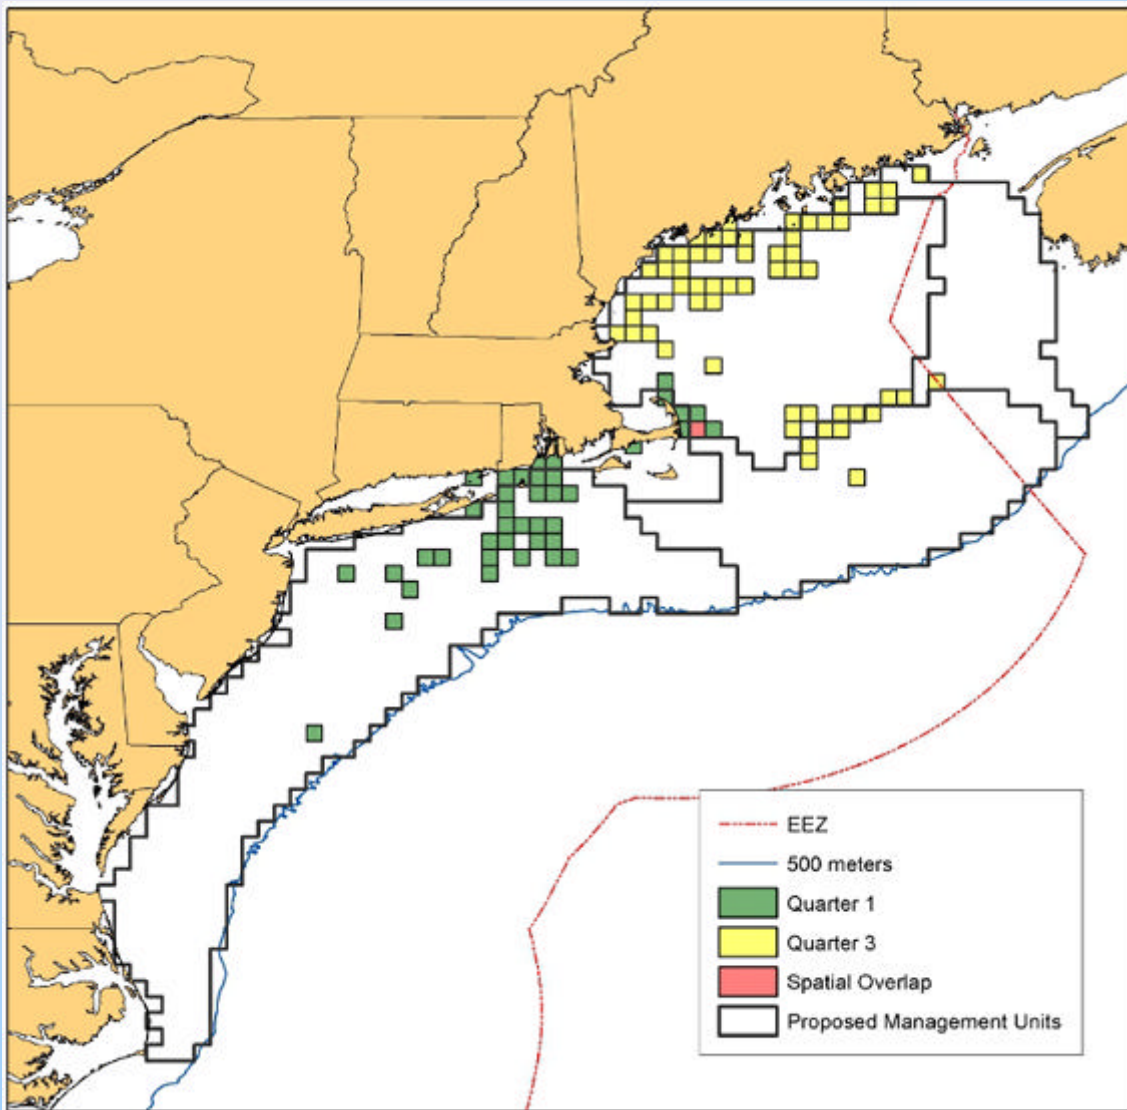 EEZ
500 meters
Quarter 1
Quarter 3
Spatial Overlap
Proposed Management Units